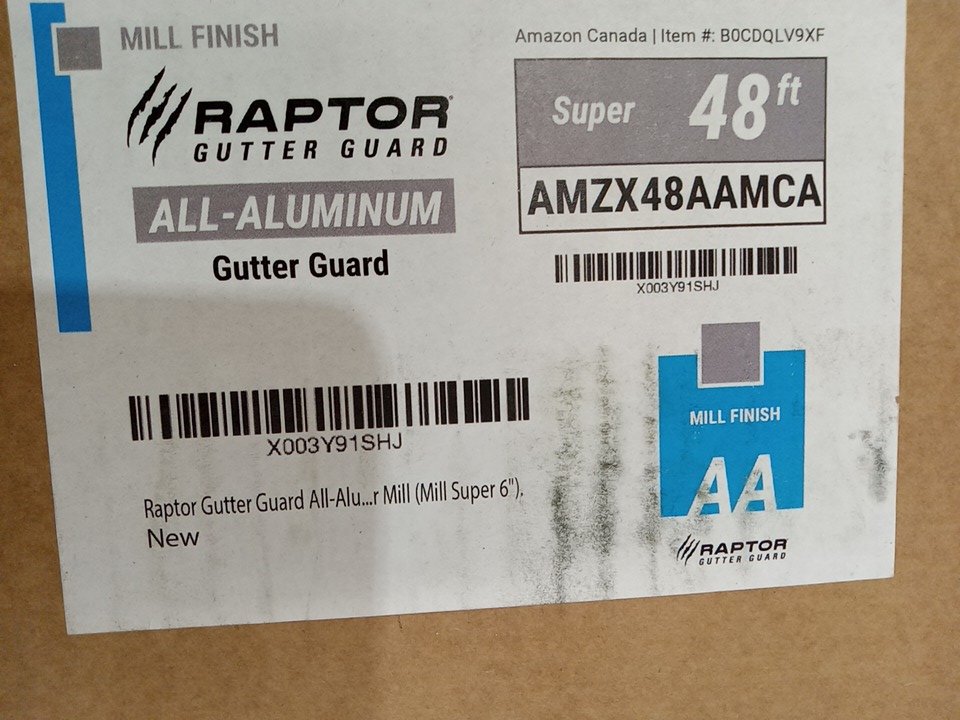 MILL FINISH
Amazon Canada | Item #: B0CDQLV9XF
RAPTOR
GUTTER GUARD
ALL-ALUMINUM
Gutter Guard
Super 48 ft
AMZX48AAMCA
X003Y91SHJ
X003Y91SHJ
Raptor Gutter Guard All-Alu...r Mill (Mill Super 6"),
New
MILL FINISH
AA
RAPTOR
GUTTER GUARD